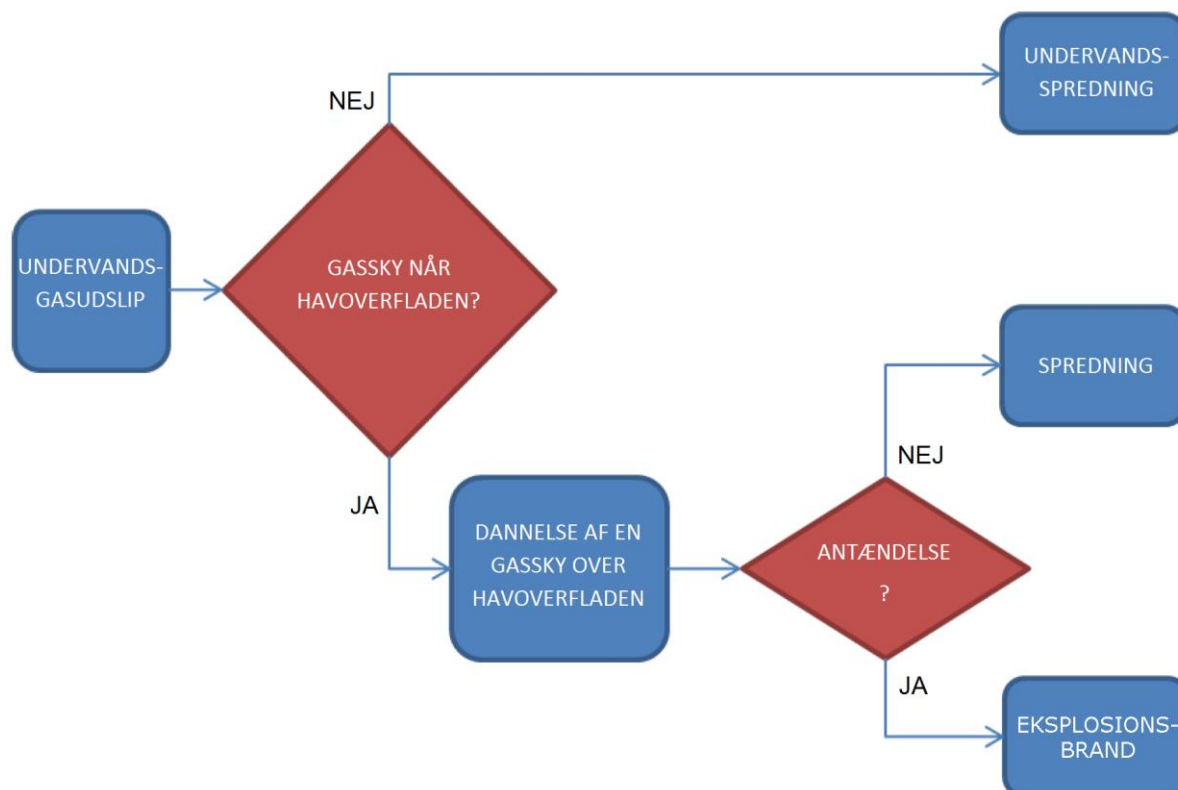 UNDERVANDS-
SPREDNING
NEJ
UNDERVANDS-
GASUDSLIP
GASSKY NÅR
HAVOVERFLADEN?
SPREDNING
NEJ
JA
DANNELSE AF EN
GASSKY OVER
HAVOVERFLADEN
ANTÆNDELSE
?
JA
EKSPLOSIONS-
BRAND